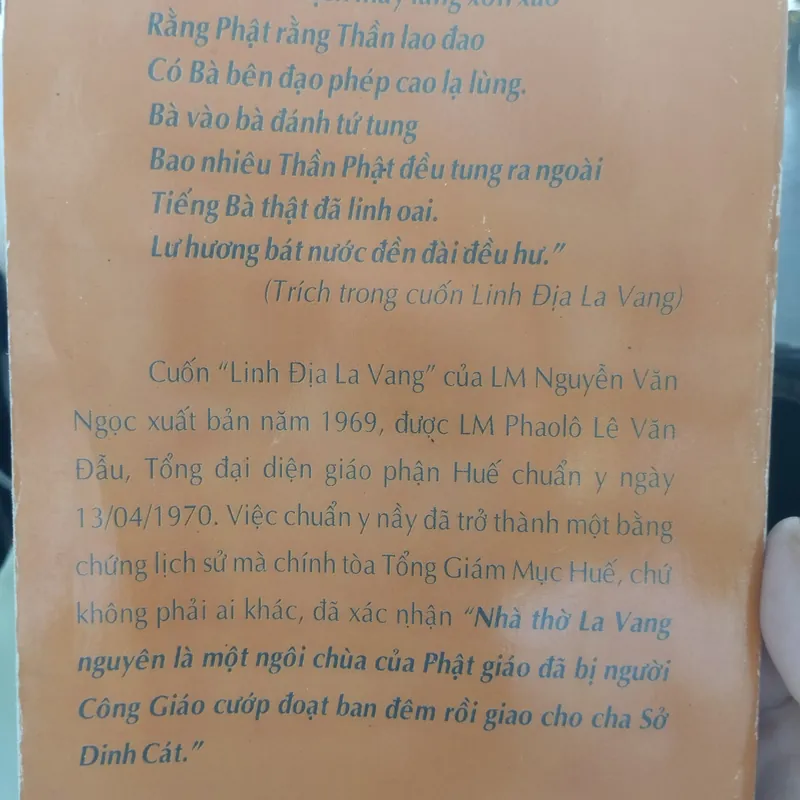 xôn xao
Rằng Phật rằng Thần lao đao
Có Bà bên đạo phép cao lạ lùng.
Bà vào bà đánh tứ tung
Bao nhiêu Thần Phật đều tung ra ngoài
Tiếng Bà thật đã linh oai.
Lư hương bát nước đền đài đều hư.”
(Trích trong cuốn Linh Địa La Vang)
Cuốn “Linh Địa La Vang” của LM Nguyễn Văn
Ngọc xuất bản năm 1969, được LM Phaolô Lê Văn
Đẫu, Tổng đại diện giáo phận Huế chuẩn y ngày
13/04/1970. Việc chuẩn y nầy đã trở thành một bằng
chứng lịch sử mà chính tòa Tổng Giám Mục Huế, chứ
không phải ai khác, đã xác nhận “Nhà thờ La Vang
nguyên là một ngôi chùa của Phật giáo đã bị người
Công Giáo cướp đoạt ban đêm rồi giao cho cha Sở
Dinh Cát.”